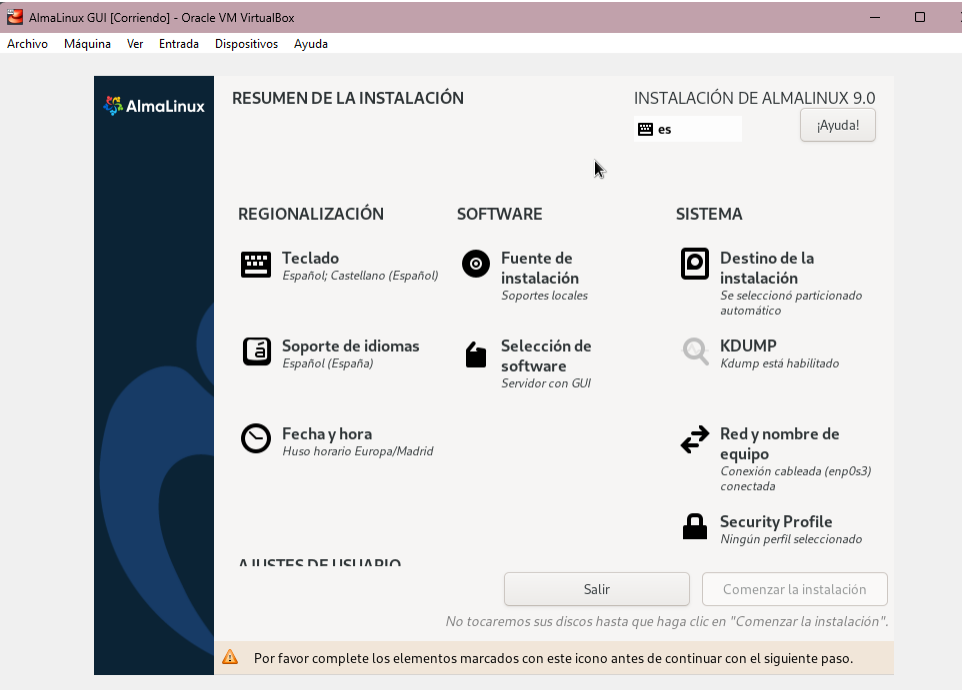 AlmaLinux GUI [Corriendo] - Oracle VM VirtualBox
Archivo Máquina Ver Entrada Dispositivos Ayuda
AlmaLinux
RESUMEN DE LA INSTALACIÓN
INSTALACIÓN DE ALMALINUX 9.0
es
¡Ayuda!
REGIONALIZACIÓN
Teclado
Español; Castellano (Español)
Soporte de idiomas
Español (España)
Fecha y hora
Huso horario Europa/Madrid
SOFTWARE
Fuente de
instalación
Soportes locales
Selección de
software
Servidor con GUI
SISTEMA
Destino de la
instalación
Se seleccionó particionado
automático
KDUMP
Kdump está habilitado
Red y nombre de
equipo
Conexión cableada (enp0s3)
conectada
Security Profile
Ningún perfil seleccionado
AJUSTES DE USUARIO
Salir
Comenzar la instalación
No tocaremos sus discos hasta que haga clic en "Comenzar la instalación".
Por favor complete los elementos marcados con este icono antes de continuar con el siguiente paso.